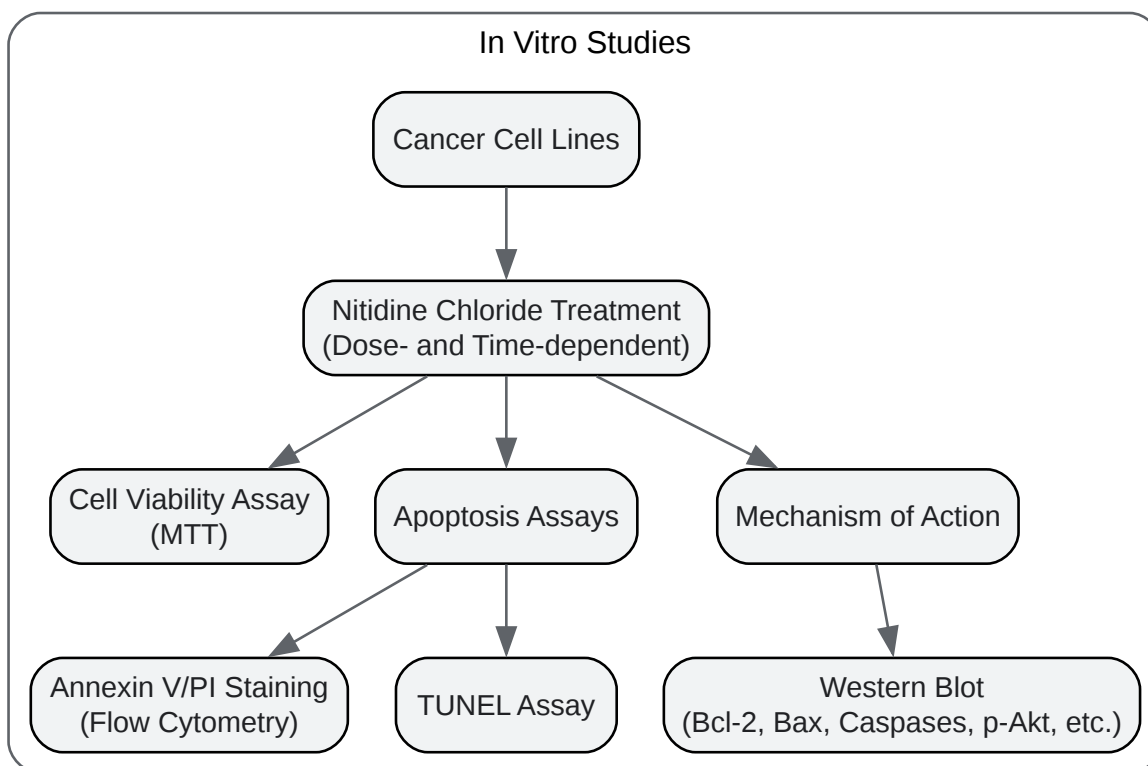 In Vitro Studies
Cancer Cell Lines
Nitidine Chloride Treatment
(Dose- and Time-dependent)
Cell Viability Assay
(MTT)
Apoptosis Assays
Mechanism of Action
Annexin V/PI Staining
(Flow Cytometry)
TUNEL Assay
Western Blot
(Bcl-2, Bax, Caspases, p-Akt, etc.)